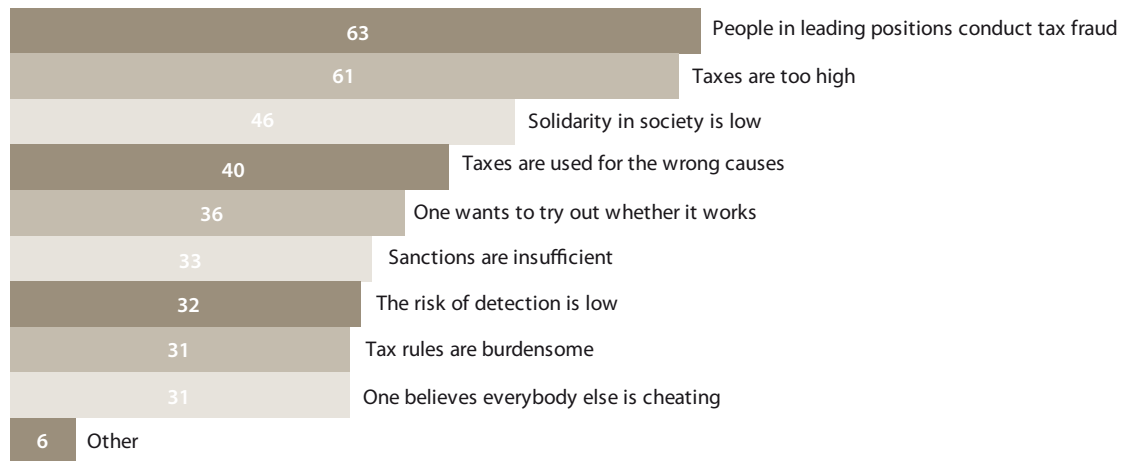 63 People in leading positions conduct tax fraud
61 Taxes are too high
46 Solidarity in society is low
40 Taxes are used for the wrong causes
36 One wants to try out whether it works
33 Sanctions are insufficient
32 The risk of detection is low
31 Tax rules are burdensome
31 One believes everybody else is cheating
6 Other